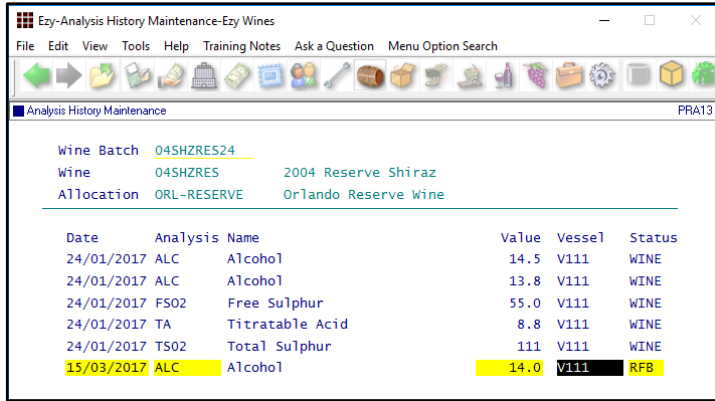 Ezy-Analysis History Maintenance-Ezy Wines
File Edit View Tools Help Training Notes Ask a Question Menu Option Search
Analysis History Maintenance PRA13
Wine Batch 04SHZRES24
Wine 04SHZRES 2004 Reserve Shiraz
Allocation ORL-RESERVE Orlando Reserve Wine
Date Analysis Name Value Vessel Status
24/01/2017 ALC Alcohol 14.5 V111 WINE
24/01/2017 ALC Alcohol 13.8 V111 WINE
24/01/2017 FSO2 Free Sulphur 55.0 V111 WINE
24/01/2017 TA Titratable Acid 8.8 V111 WINE
24/01/2017 TSO2 Total Sulphur 111 V111 WINE
15/03/2017 ALC Alcohol 14.0 V111 RFB